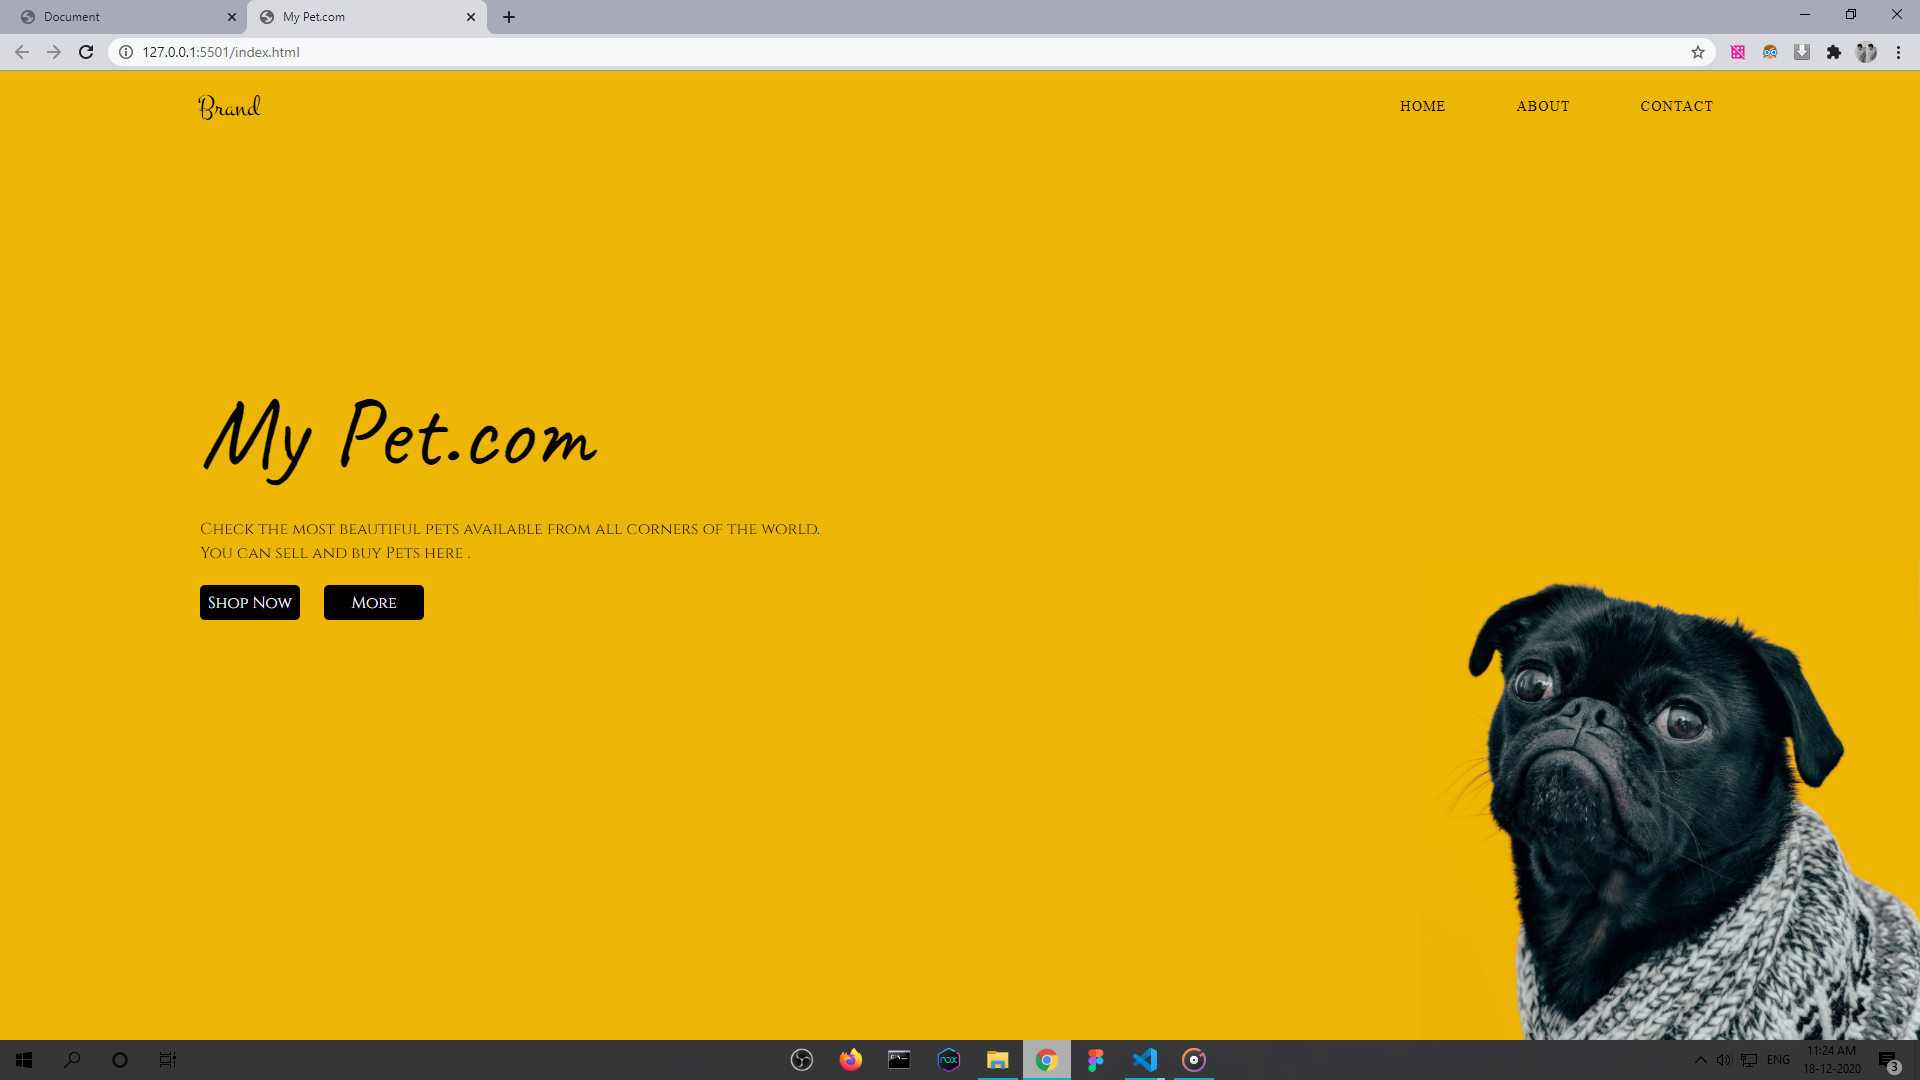 Document
My Pet.com
127.0.0.1:5501/index.html
Brand
HOME
ABOUT
CONTACT
My Pet.com
Check the most beautiful pets available from all corners of the world.
You can sell and buy Pets here .
Shop Now
More
ENG
11:24 AM
18-12-2020
3